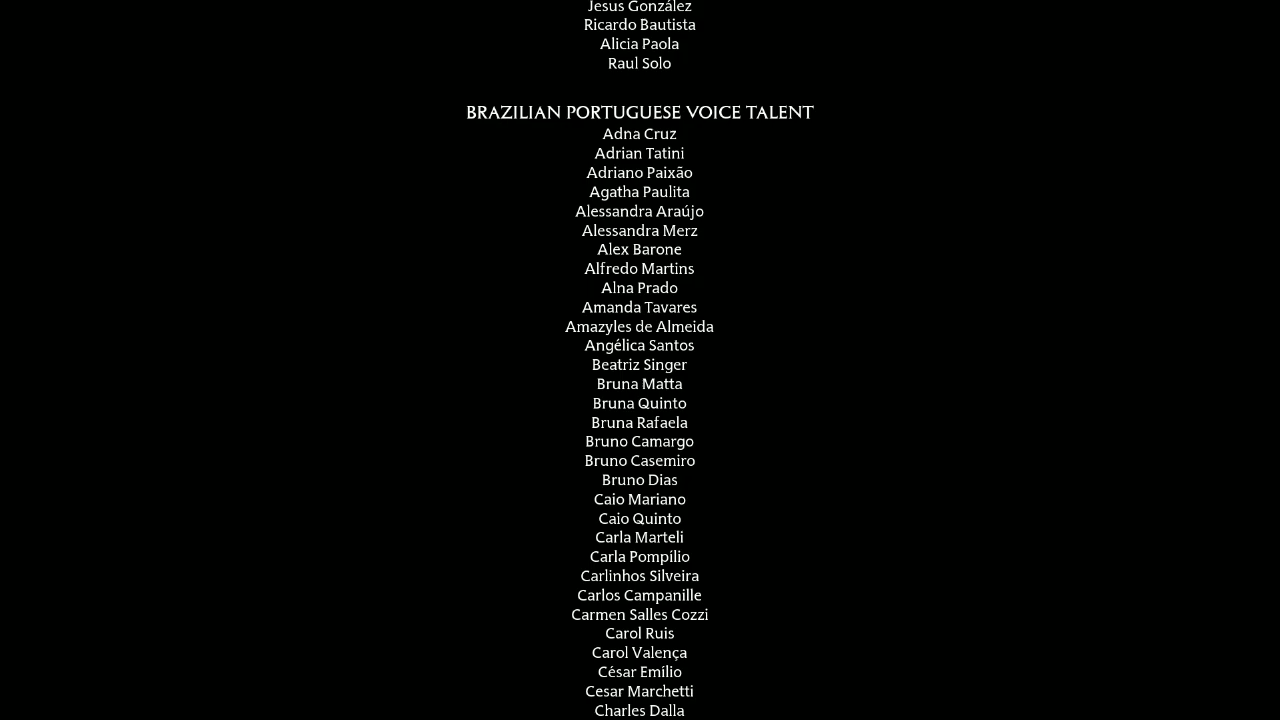 Jesus González
Ricardo Bautista
Alicia Paola
Raul Solo
BRAZILIAN PORTUGUESE VOICE TALENT
Adna Cruz
Adrian Tatini
Adriano Paixão
Agatha Paulita
Alessandra Araújo
Alessandra Merz
Alex Barone
Alfredo Martins
Alna Prado
Amanda Tavares
Amazyles de Almeida
Angélica Santos
Beatriz Singer
Bruna Matta
Bruna Quinto
Bruna Rafaela
Bruno Camargo
Bruno Casemiro
Bruno Dias
Caio Mariano
Caio Quinto
Carla Marteli
Carla Pompílio
Carlinhos Silveira
Carlos Campanille
Carmen Salles Cozzi
Carol Ruis
Carol Valença
César Emílio
Cesar Marchetti
Charles Dalla